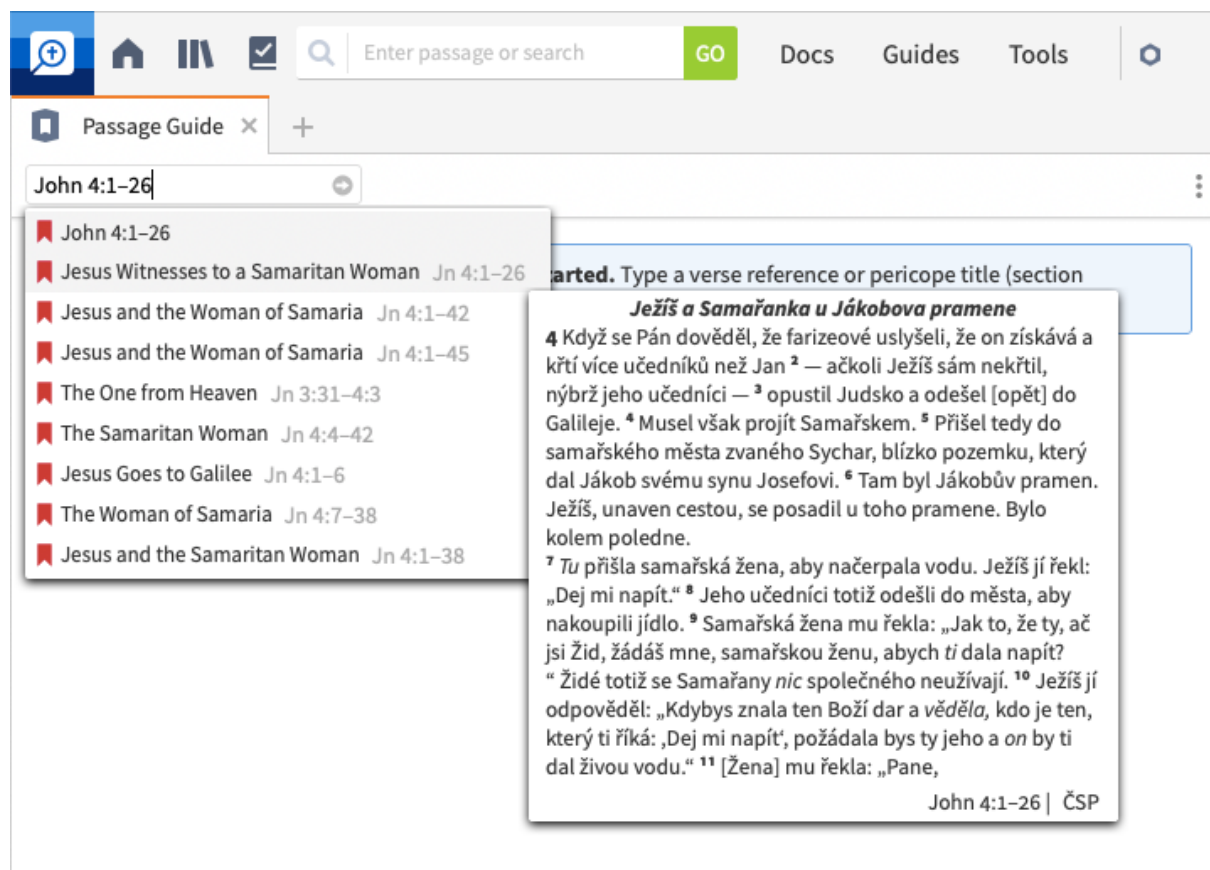 Enter passage or search
GO
Docs
Guides
Tools
Passage Guide
John 4:1–26
John 4:1–26
Jesus Witnesses to a Samaritan Woman Jn 4:1–26
Jesus and the Woman of Samaria Jn 4:1–42
Jesus and the Woman of Samaria Jn 4:1–45
The One from Heaven Jn 3:31–4:3
The Samaritan Woman Jn 4:4–42
Jesus Goes to Galilee Jn 4:1–6
The Woman of Samaria Jn 4:7–38
Jesus and the Samaritan Woman Jn 4:1–38
arted. Type a verse reference or pericope title (section
Ježíš a Samařanka u Jákobova pramene
4 Když se Pán dověděl, že farizeové uslyšeli, že on získává a
křtí více učedníků než Jan ² — ačkoli Ježíš sám nekřtil,
nýbrž jeho učedníci — ³ opustil Judsko a odešel [opět] do
Galileje. ⁴ Musel však projít Samařskem. ⁵ Přišel tedy do
samařského města zvaného Sychar, blízko pozemku, který
dal Jákob svému synu Josefovi. ⁶ Tam byl Jákobův pramen.
Ježíš, unaven cestou, se posadil u toho pramene. Bylo
kolem poledne.
⁷ Tu přišla samařská žena, aby načerpala vodu. Ježíš jí řekl:
„Dej mi napít.“ ⁸ Jeho učedníci totiž odešli do města, aby
nakoupili jídlo. ⁹ Samařská žena mu řekla: „Jak to, že ty, ač
jsi Žid, žádáš mne, samařskou ženu, abych ti dala napít?
“ Židé totiž se Samařany nic společného neužívají. ¹⁰ Ježíš jí
odpověděl: „Kdybys znala ten Boží dar a věděla, kdo je ten,
který ti říká: ‚Dej mi napít‘, požádala bys ty jeho a on by ti
dal živou vodu.“ ¹¹ [Žena] mu řekla: „Pane,
John 4:1–26 | ČSP